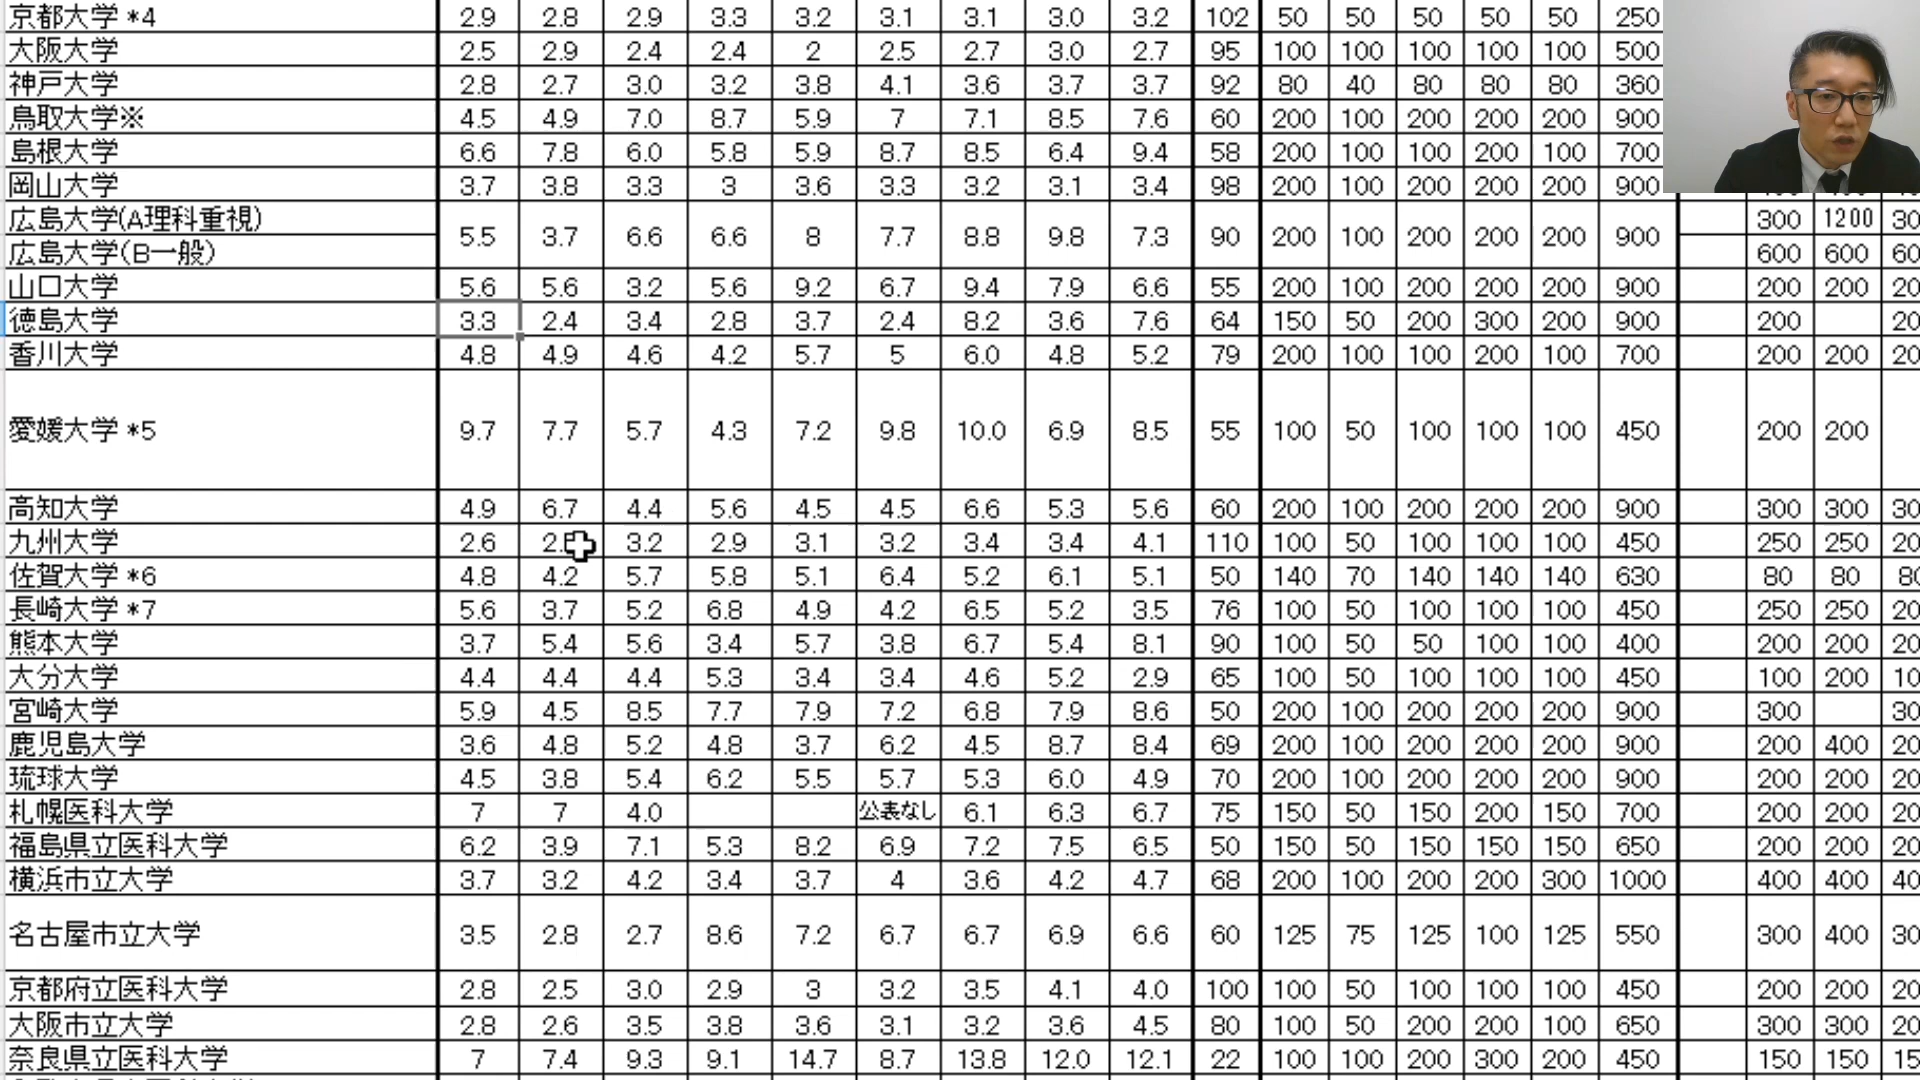 京都大学 *4 2.9 2.8 2.9 3.3 3.2 3.1 3.1 3.0 3.2 102 50 50 50 50 50 250
大阪大学 2.5 2.9 2.4 2.4 2 2.5 2.7 3.0 2.7 95 100 100 100 100 100 500
神戸大学 2.8 2.7 3.0 3.2 3.8 4.1 3.6 3.7 3.7 92 80 40 80 80 80 360
鳥取大学※ 4.5 4.9 7.0 8.7 5.9 7 7.1 8.5 7.6 60 200 100 200 200 200 900
島根大学 6.6 7.8 6.0 5.8 5.9 8.7 8.5 6.4 9.4 58 200 100 100 200 100 700
岡山大学 3.7 3.8 3.3 3 3.6 3.3 3.2 3.1 3.4 98 200 100 200 200 200 900
広島大学(A理科重視) 300 1200 30
5.5 3.7 6.6 6.6 8 7.7 8.8 9.8 7.3 90 200 100 200 200 200 900
広島大学(B一般) 600 600 60
山口大学 5.6 5.6 3.2 5.6 9.2 6.7 9.4 7.9 6.6 55 200 100 200 200 200 900 200 200 20
徳島大学 3.3 2.4 3.4 2.8 3.7 2.4 8.2 3.6 7.6 64 150 50 200 300 200 900 200 20
香川大学 4.8 4.9 4.6 4.2 5.7 5 6.0 4.8 5.2 79 200 100 100 200 100 700 200 200 20
愛媛大学 *5 9.7 7.7 5.7 4.3 7.2 9.8 10.0 6.9 8.5 55 100 50 100 100 100 450 200 200
高知大学 4.9 6.7 4.4 5.6 4.5 4.5 6.6 5.3 5.6 60 200 100 200 200 200 900 300 300 30
九州大学 2.6 3.2 2.9 3.1 3.2 3.4 3.4 4.1 110 100 50 100 100 100 450 250 250 20
佐賀大学 *6 4.8 4.2 5.7 5.8 5.1 6.4 5.2 6.1 5.1 50 140 70 140 140 140 630 80 80 80
長崎大学 *7 5.6 3.7 5.2 6.8 4.9 4.2 6.5 5.2 3.5 76 100 50 100 100 100 450 250 250 20
熊本大学 3.7 5.4 5.6 3.4 5.7 3.8 6.7 5.4 8.1 90 100 50 50 100 100 400 200 200 20
大分大学 4.4 4.4 4.4 5.3 3.4 3.4 4.6 5.2 2.9 65 100 50 100 100 100 450 100 200 10
宮崎大学 5.9 4.5 8.5 7.7 7.9 7.2 6.8 7.9 8.6 50 200 100 200 200 200 900 300 30
鹿児島大学 3.6 4.8 5.2 4.8 3.7 6.2 4.5 8.7 8.4 69 200 100 200 200 200 900 200 400 20
琉球大学 4.5 3.8 5.4 6.2 5.5 5.7 5.3 6.0 4.9 70 200 100 200 200 200 900 200 200 20
札幌医科大学 7 7 4.0 公表なし 6.1 6.3 6.7 75 150 50 150 200 150 700 200 200 20
福島県立医科大学 6.2 3.9 7.1 5.3 8.2 6.9 7.2 7.5 6.5 50 150 50 150 150 150 650 200 200 20
横浜市立大学 3.7 3.2 4.2 3.4 3.7 4 3.6 4.2 4.7 68 200 100 200 200 300 1000 400 400 40
名古屋市立大学 3.5 2.8 2.7 8.6 7.2 6.7 6.7 6.9 6.6 60 125 75 125 100 125 550 300 400 30
京都府立医科大学 2.8 2.5 3.0 2.9 3 3.2 3.5 4.1 4.0 100 100 50 100 100 100 450 200 200 20
大阪市立大学 2.8 2.6 3.5 3.8 3.6 3.1 3.2 3.6 4.5 80 100 50 200 200 100 650 300 300 20
奈良県立医科大学 7 7.4 9.3 9.1 14.7 8.7 13.8 12.0 12.1 22 100 100 200 300 200 450 150 150 15